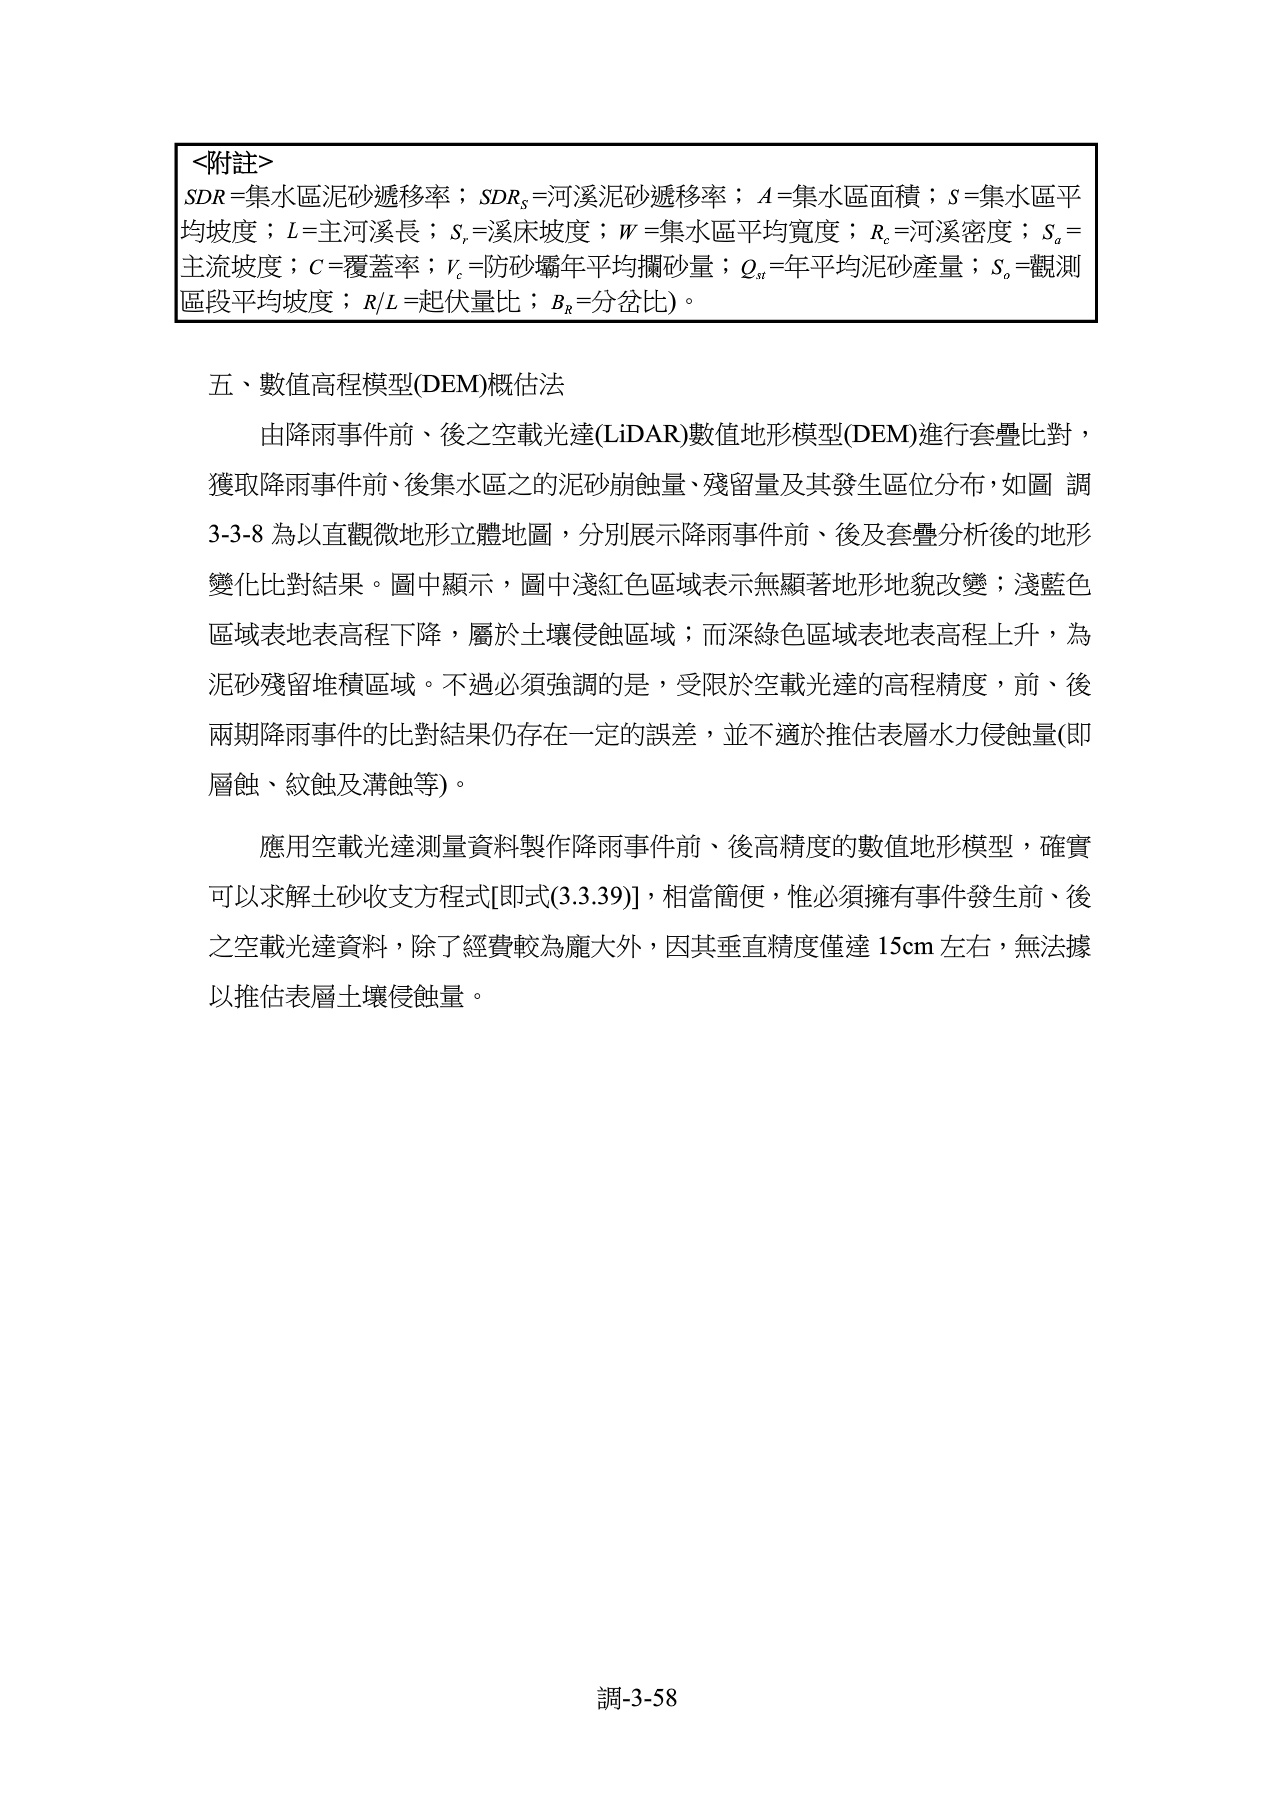 <附註>
SDR=集水區泥砂遞移率；SDR_S=河溪泥砂遞移率；A=集水區面積；S=集水區平
均坡度；L=主河溪長；S_r=溪床坡度；W=集水區平均寬度；R_c=河溪密度；S_a=
主流坡度；C=覆蓋率；V_c=防砂壩年平均攔砂量；Q_st=年平均泥砂產量；S_o=觀測
區段平均坡度；R/L=起伏量比；B_R=分岔比)。
五、數值高程模型(DEM)概估法
由降雨事件前、後之空載光達(LiDAR)數值地形模型(DEM)進行套疊比對，
獲取降雨事件前、後集水區之的泥砂崩蝕量、殘留量及其發生區位分布，如圖 調
3-3-8 為以直觀微地形立體地圖，分別展示降雨事件前、後及套疊分析後的地形
變化比對結果。圖中顯示，圖中淺紅色區域表示無顯著地形地貌改變；淺藍色
區域表地表高程下降，屬於土壤侵蝕區域；而深綠色區域表地表高程上升，為
泥砂殘留堆積區域。不過必須強調的是，受限於空載光達的高程精度，前、後
兩期降雨事件的比對結果仍存在一定的誤差，並不適於推估表層水力侵蝕量(即
層蝕、紋蝕及溝蝕等)。
應用空載光達測量資料製作降雨事件前、後高精度的數值地形模型，確實
可以求解土砂收支方程式[即式(3.3.39)]，相當簡便，惟必須擁有事件發生前、後
之空載光達資料，除了經費較為龐大外，因其垂直精度僅達 15cm 左右，無法據
以推估表層土壤侵蝕量。
調-3-58